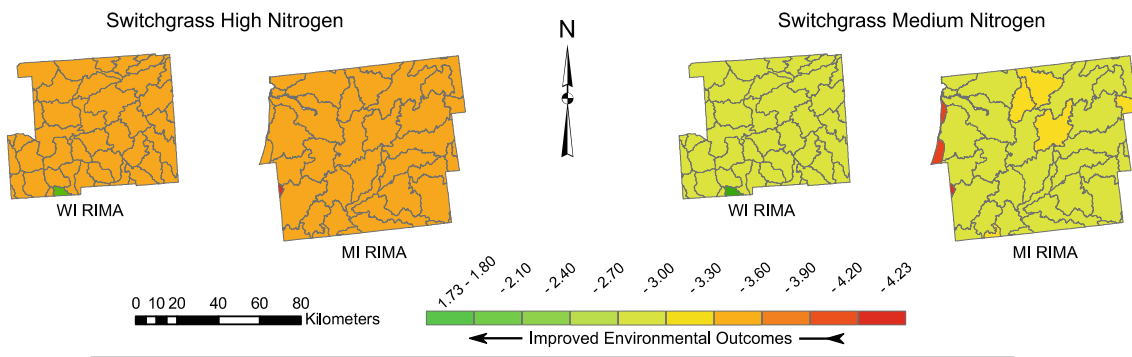 Switchgrass High Nitrogen
Switchgrass Medium Nitrogen
N
WI RIMA
MI RIMA
WI RIMA
MI RIMA
1.73 - 1.80
- 2.10
- 2.40
- 2.70
- 3.00
- 3.30
- 3.60
- 3.90
- 4.20
- 4.23
0 10 20 40 60 80
Kilometers
Improved Environmental Outcomes